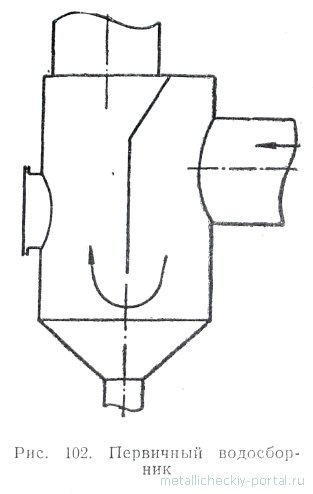 Рис. 102. Первичный водосбор-
ник
metallicheckiy-portal.ru